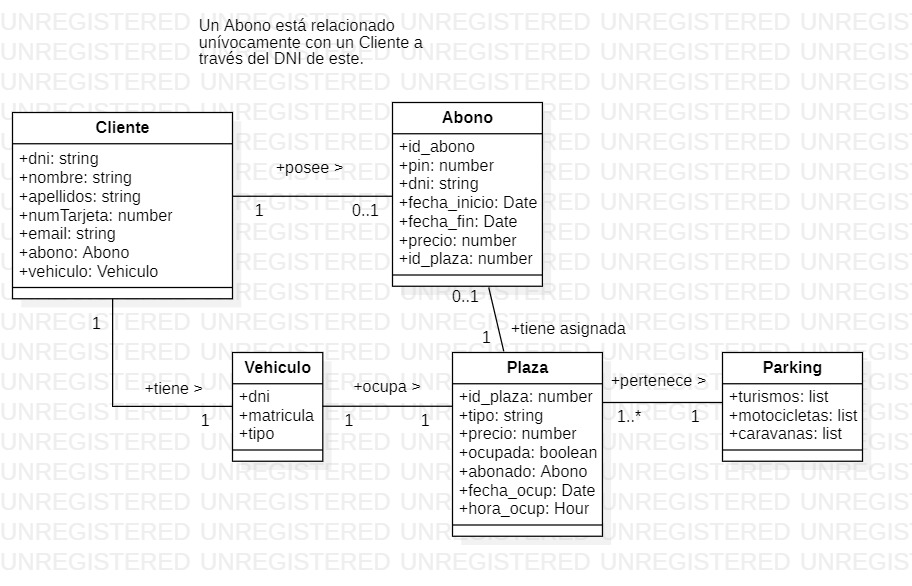 Un Abono está relacionado
unívocamente con un Cliente a
través del DNI de este.
Cliente
+dni: string
+nombre: string
+apellidos: string
+numTarjeta: number
+email: string
+abono: Abono
+vehiculo: Vehiculo
+posee >
1
0..1
Abono
+id_abono
+pin: number
+dni: string
+fecha_inicio: Date
+fecha_fin: Date
+precio: number
+id_plaza: number
0..1
1
+tiene asignada
1
+tiene >
1
Vehiculo
+dni
+matricula
+tipo
+ocupa >
1
1
Plaza
+id_plaza: number
+tipo: string
+precio: number
+ocupada: boolean
+abonado: Abono
+fecha_ocup: Date
+hora_ocup: Hour
+pertenece >
1..*
1
Parking
+turismos: list
+motocicletas: list
+caravanas: list
UNREGISTERED UNREGISTERED UNREGISTERED UNREGISTERED UNREGIS